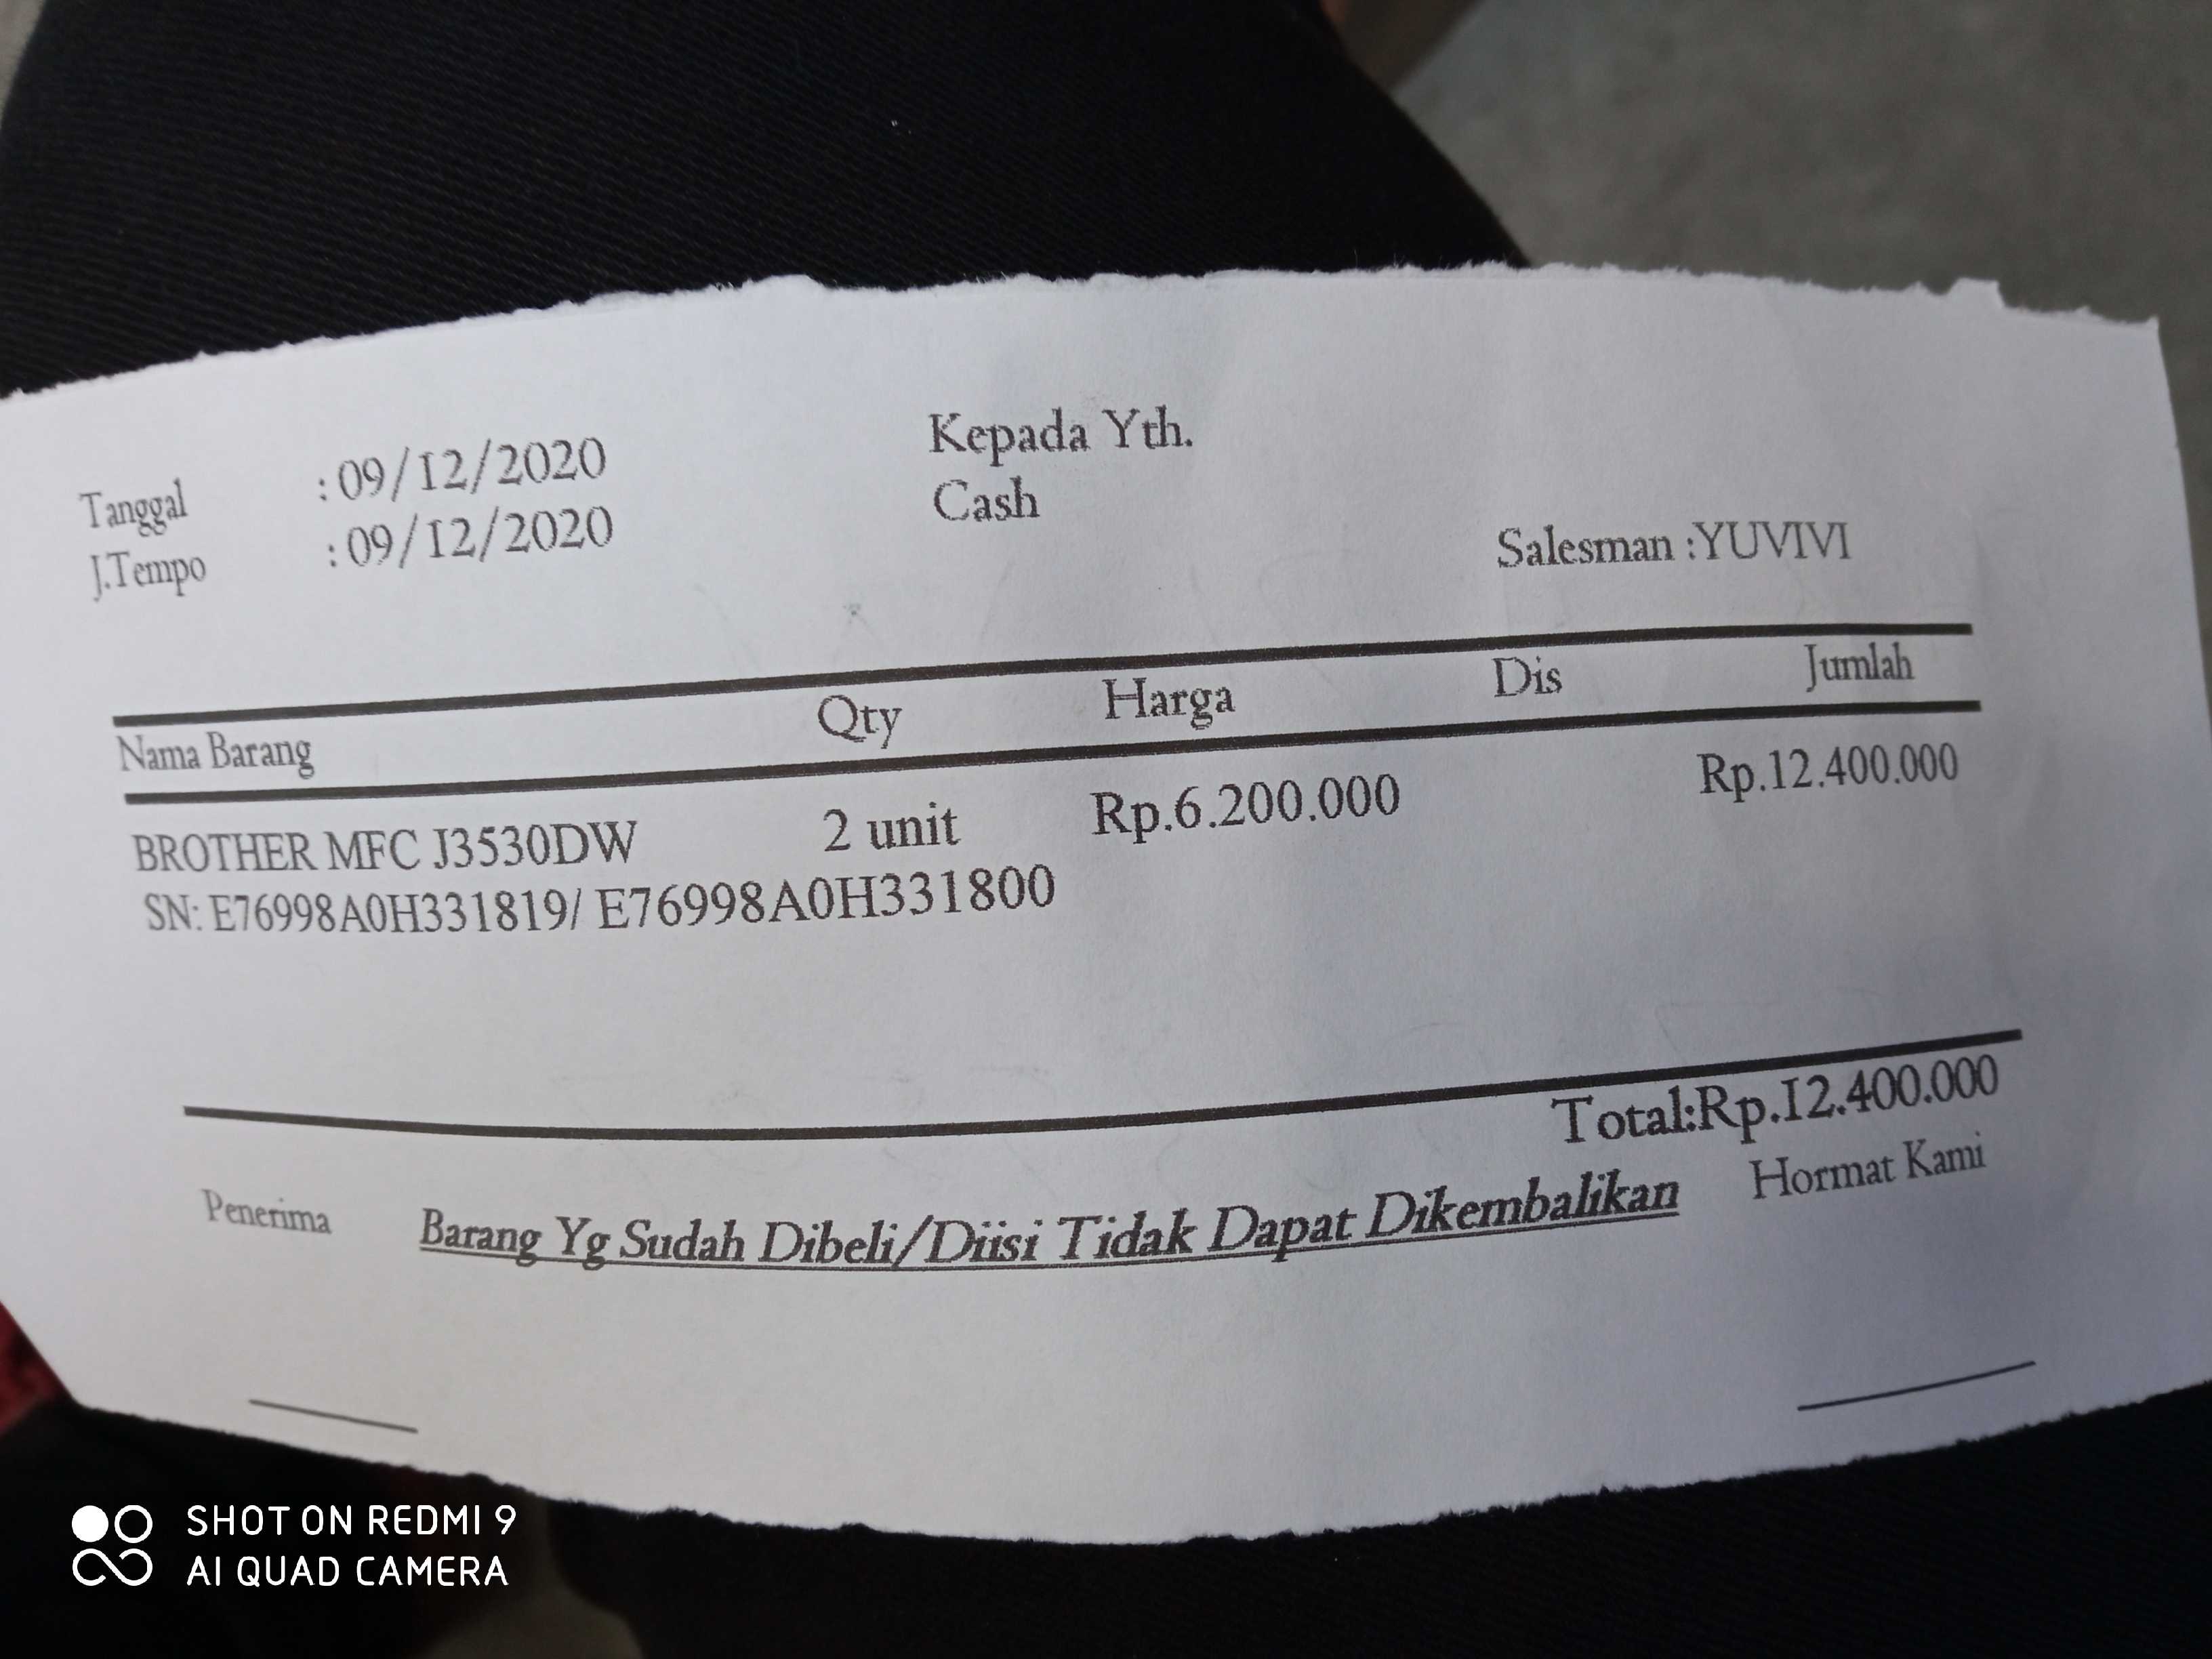 Tanggal : 09/12/2020
J.Tempo : 09/12/2020
Kepada Yth.
Cash
Salesman :YUVIVI
Nama Barang Qty Harga Dis Jumlah
BROTHER MFC J3530DW 2 unit Rp.6.200.000 Rp.12.400.000
SN: E76998A0H331819/ E76998A0H331800
Total:Rp.12.400.000
Penerima Barang Yg Sudah Dibeli/Diisi Tidak Dapat Dikembalikan Hormat Kami
SHOT ON REDMI 9
AI QUAD CAMERA